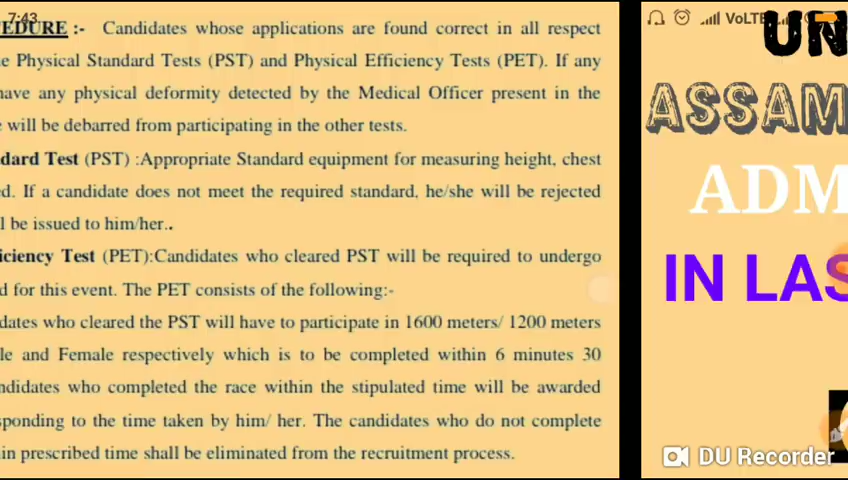 7:43
EDURE :- Candidates whose applications are found correct in all respect
e Physical Standard Tests (PST) and Physical Efficiency Tests (PET). If any
have any physical deformity detected by the Medical Officer present in the
will be debarred from participating in the other tests.
dard Test (PST) :Appropriate Standard equipment for measuring height, chest
ed. If a candidate does not meet the required standard, he/she will be rejected
ll be issued to him/her..
iciency Test (PET):Candidates who cleared PST will be required to undergo
d for this event. The PET consists of the following:-
dates who cleared the PST will have to participate in 1600 meters/ 1200 meters
le and Female respectively which is to be completed within 6 minutes 30
ndidates who completed the race within the stipulated time will be awarded
sponding to the time taken by him/ her. The candidates who do not complete
in prescribed time shall be eliminated from the recruitment process.
VoLTE
UN
ASSAM
ADM
IN LAS
DU Recorder